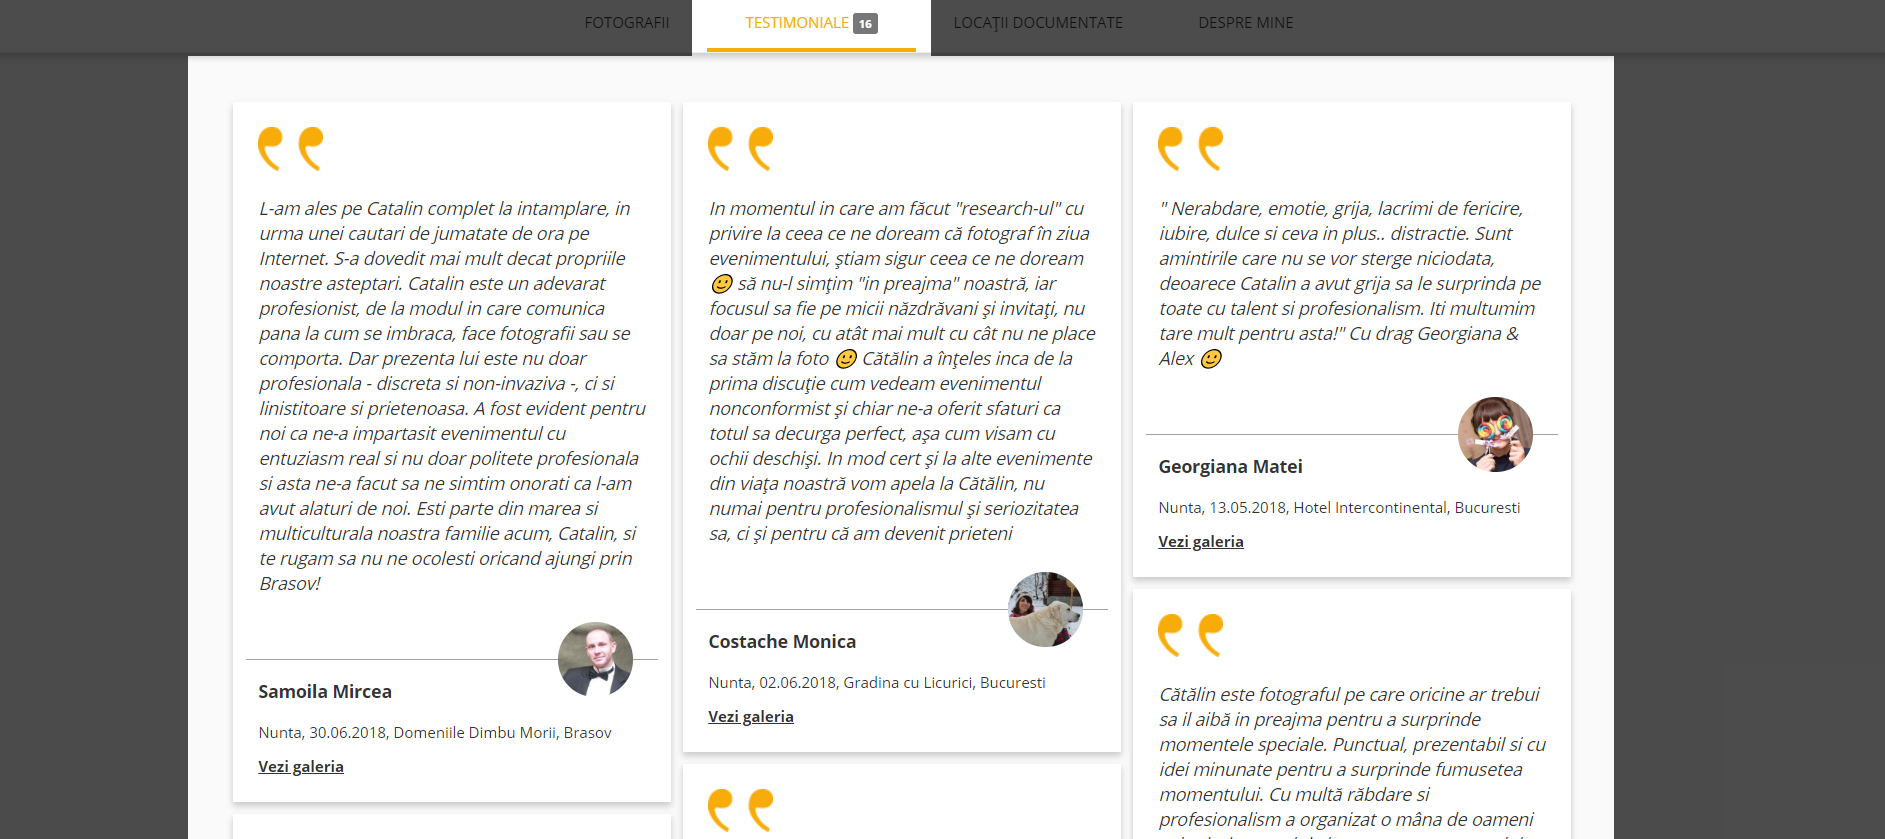 FOTOGRAFII
TESTIMONIALE 16
LOCAȚII DOCUMENTATE
DESPRE MINE
L-am ales pe Catalin complet la intamplare, in
urma unei cautari de jumatate de ora pe
Internet. S-a dovedit mai mult decat propriile
noastre asteptari. Catalin este un adevarat
profesionist, de la modul in care comunica
pana la cum se imbraca, face fotografii sau se
comporta. Dar prezenta lui este nu doar
profesionala - discreta si non-invaziva -, ci si
linistitoare si prietenoasa. A fost evident pentru
noi ca ne-a impartasit evenimentul cu
entuziasm real si nu doar politete profesionala
si asta ne-a facut sa ne simtim onorati ca l-am
avut alaturi de noi. Esti parte din marea si
multiculturala noastra familie acum, Catalin, si
te rugam sa nu ne ocolesti oricand ajungi prin
Brasov!
Samoila Mircea
Nunta, 30.06.2018, Domeniile Dimbu Morii, Brasov
Vezi galeria
In momentul in care am făcut "research-ul" cu
privire la ceea ce ne doream că fotograf în ziua
evenimentului, ştiam sigur ceea ce ne doream
🙂 să nu-l simţim "in preajma" noastră, iar
focusul sa fie pe micii năzdrăvani şi invitaţi, nu
doar pe noi, cu atât mai mult cu cât nu ne place
sa stăm la foto 🙂 Cătălin a înţeles inca de la
prima discuţie cum vedeam evenimentul
nonconformist şi chiar ne-a oferit sfaturi ca
totul sa decurga perfect, aşa cum visam cu
ochii deschişi. In mod cert şi la alte evenimente
din viaţa noastră vom apela la Cătălin, nu
numai pentru profesionalismul şi seriozitatea
sa, ci şi pentru că am devenit prieteni
Costache Monica
Nunta, 02.06.2018, Gradina cu Licurici, Bucuresti
Vezi galeria
" Nerabdare, emotie, grija, lacrimi de fericire,
iubire, dulce si ceva in plus.. distractie. Sunt
amintirile care nu se vor sterge niciodata,
deoarece Catalin a avut grija sa le surprinda pe
toate cu talent si profesionalism. Iti multumim
tare mult pentru asta!" Cu drag Georgiana &
Alex 🙂
Georgiana Matei
Nunta, 13.05.2018, Hotel Intercontinental, Bucuresti
Vezi galeria
Cătălin este fotograful pe care oricine ar trebui
sa il aibă in preajma pentru a surprinde
momentele speciale. Punctual, prezentabil si cu
idei minunate pentru a surprinde fumusetea
momentului. Cu multă răbdare si
profesionalism a organizat o mâna de oameni